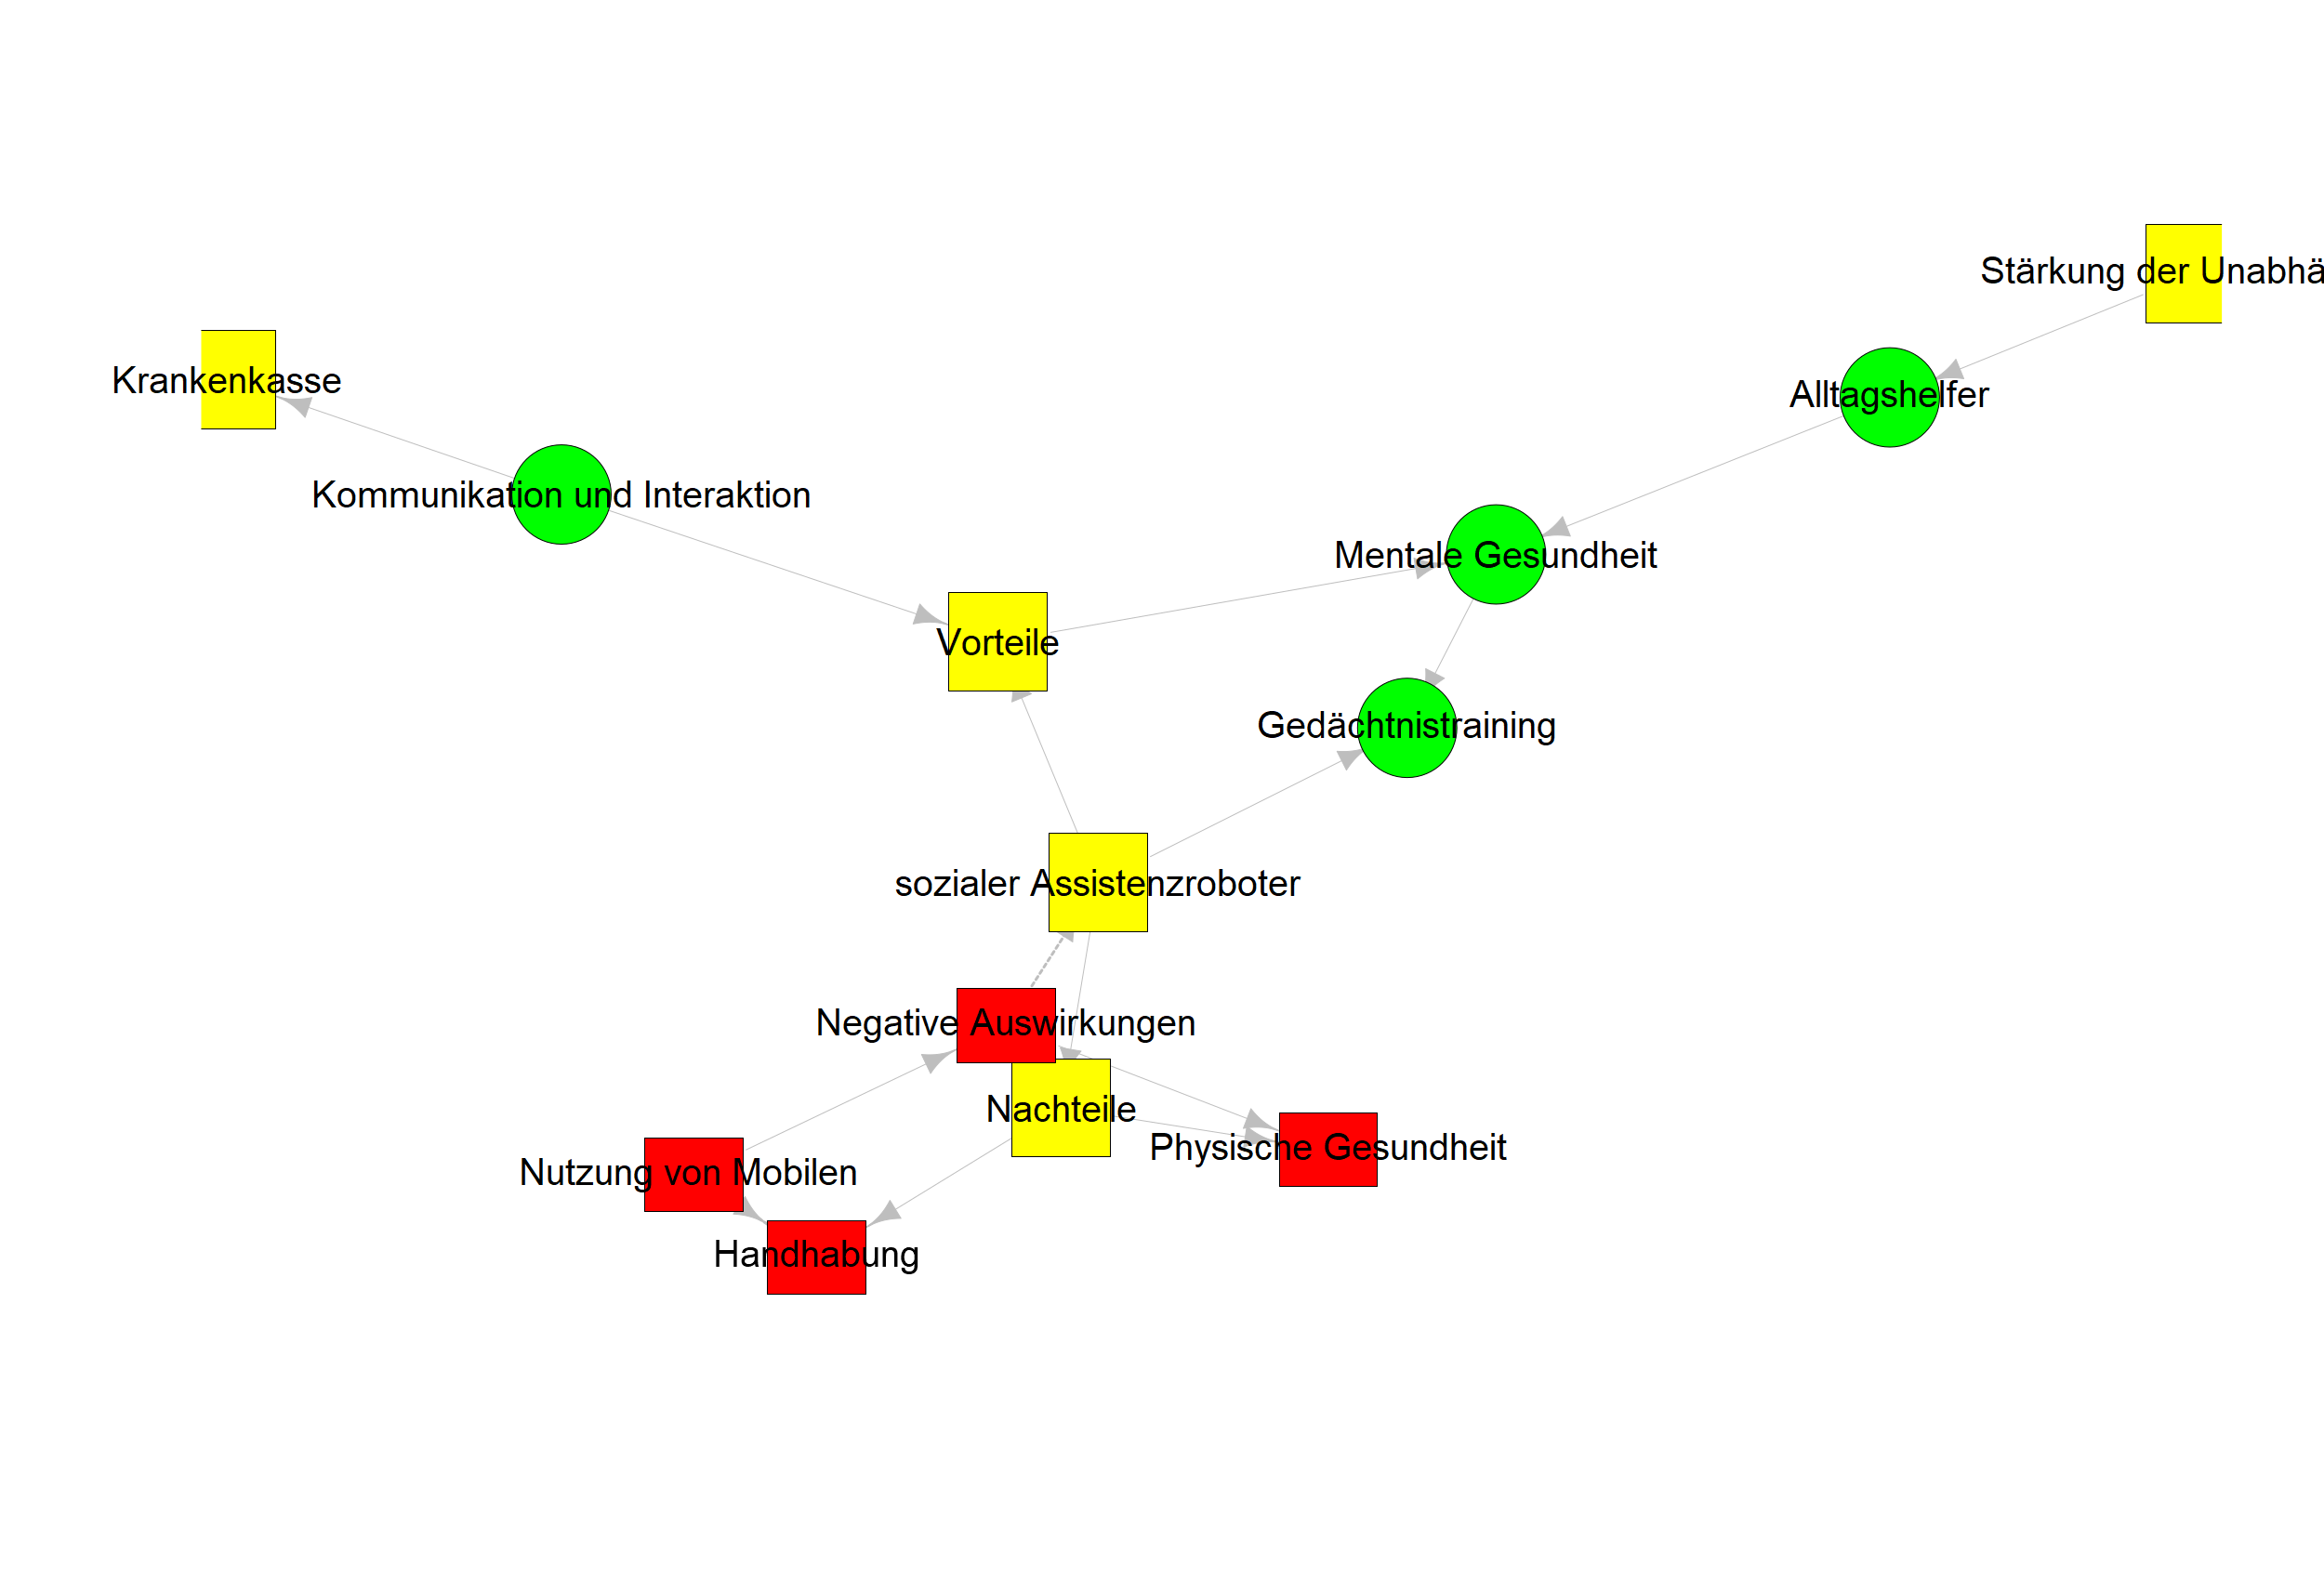 Stärkung der Unabhä
Krankenkasse
Alltagshelfer
Kommunikation und Interaktion
Mentale Gesundheit
Vorteile
Gedächtnistraining
sozialer Assistenzroboter
Negative Auswirkungen
Nachteile
Physische Gesundheit
Nutzung von Mobilen
Handhabung